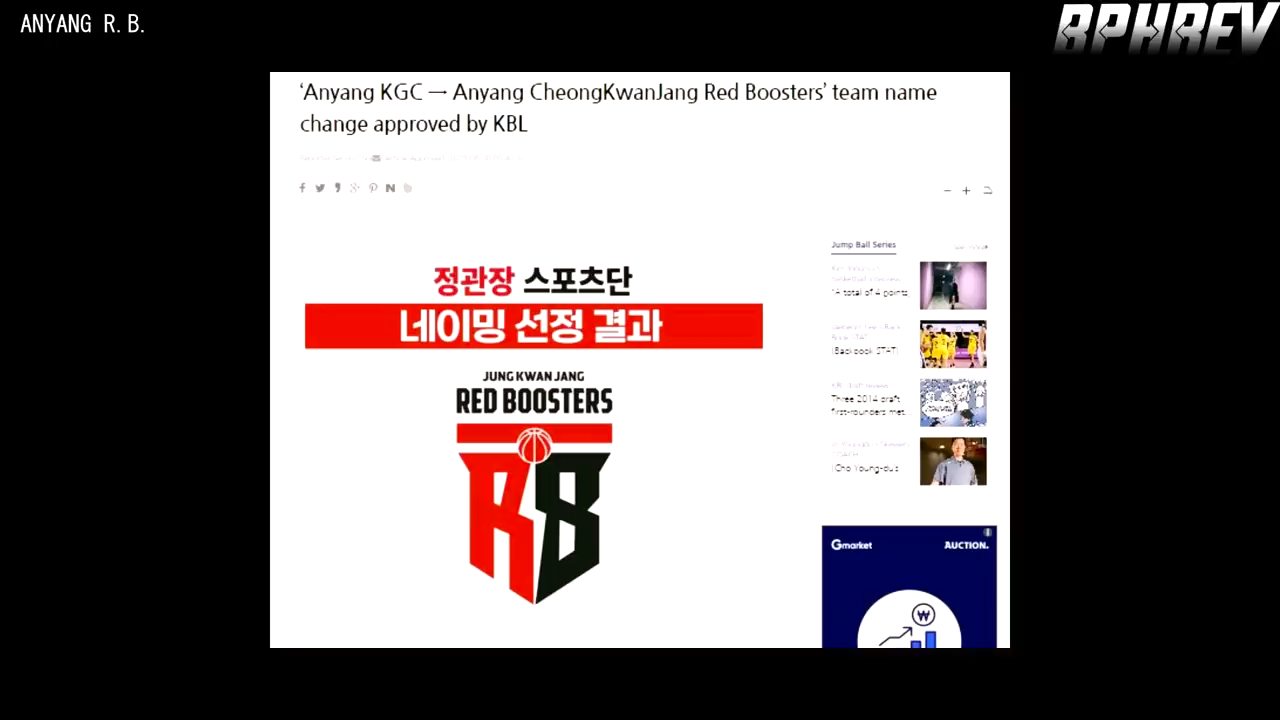 ANYANG R.B.
BPHREV
‘Anyang KGC → Anyang CheongKwanJang Red Boosters’ team name
change approved by KBL
정관장 스포츠단
네이밍 선정 결과
JUNG KWAN JANG
RED BOOSTERS
RB
Jump Ball Series
"A total of 4 points,
[Backbook STAT]
Three 2014 draft
first-rounders met,
[Cho Young-du's
Gmarket
AUCTION.